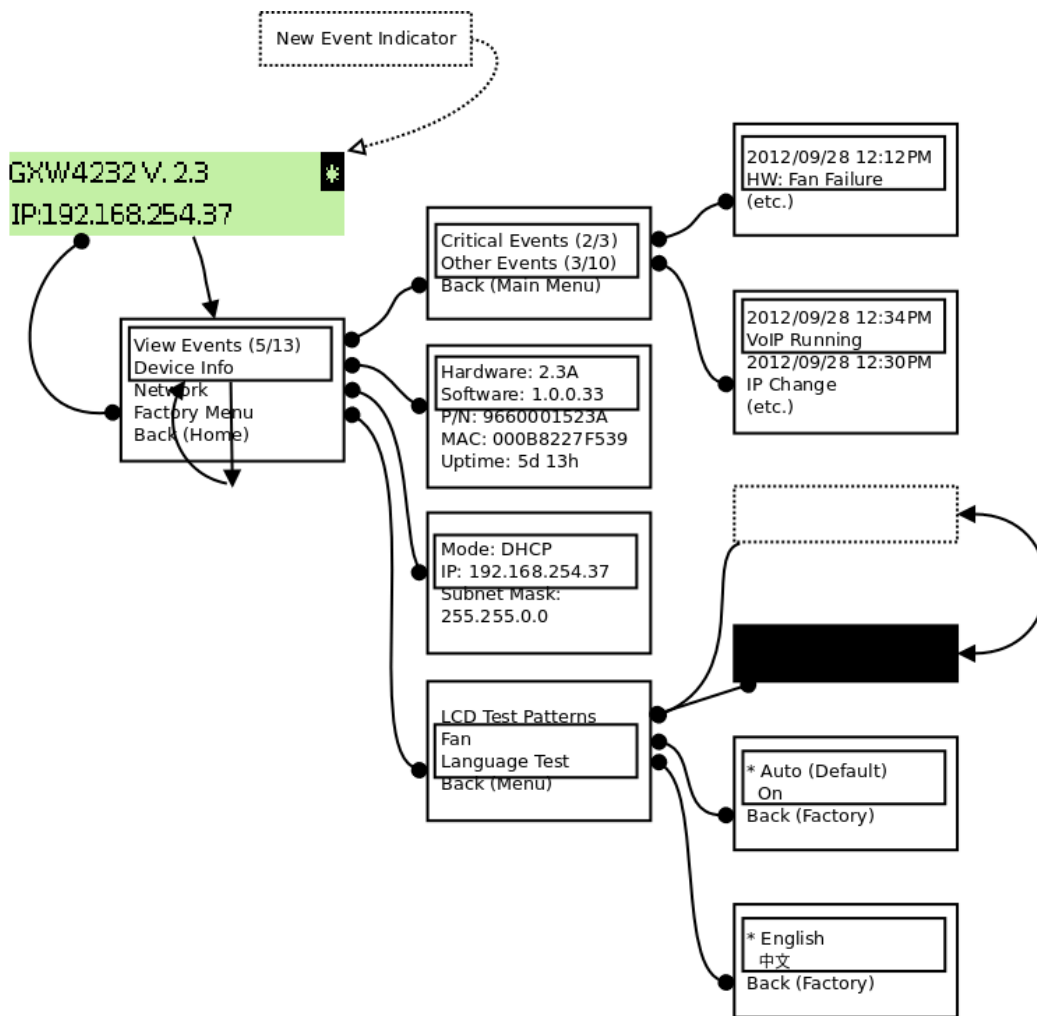 New Event Indicator
GXW4232 V. 2.3 *
IP:192.168.254.37
View Events (5/13)
Device Info
Network
Factory Menu
Back (Home)
Critical Events (2/3)
Other Events (3/10)
Back (Main Menu)
Hardware: 2.3A
Software: 1.0.0.33
P/N: 9660001523A
MAC: 000B8227F539
Uptime: 5d 13h
Mode: DHCP
IP: 192.168.254.37
Subnet Mask:
255.255.0.0
LCD Test Patterns
Fan
Language Test
Back (Menu)
2012/09/28 12:12PM
HW: Fan Failure
(etc.)
2012/09/28 12:34PM
VoIP Running
2012/09/28 12:30PM
IP Change
(etc.)
* Auto (Default)
On
Back (Factory)
* English
中文
Back (Factory)